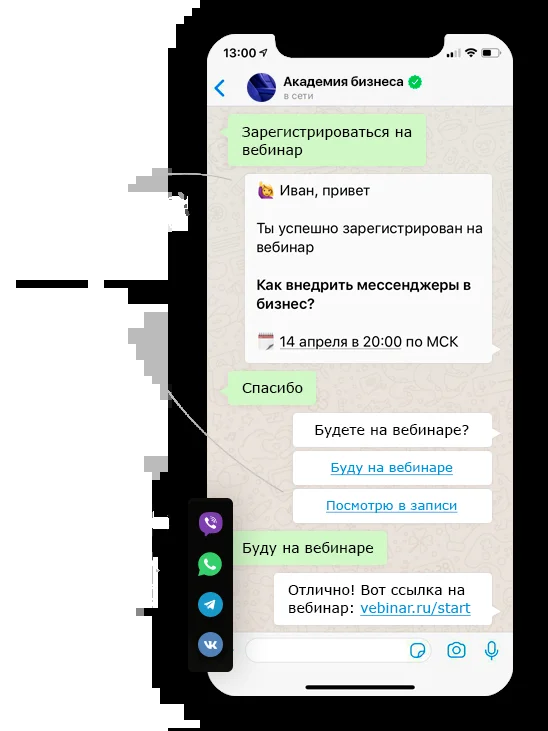 13:00
Академия бизнеса
в сети
Зарегистрироваться на
вебинар
Иван, привет
Ты успешно зарегистрирован на
вебинар
Как внедрить мессенджеры в
бизнес?
14 апреля в 20:00 по МСК
Спасибо
Будете на вебинаре?
Буду на вебинаре
Посмотрю в записи
Буду на вебинаре
Отлично! Вот ссылка на
вебинар: vebinar.ru/start